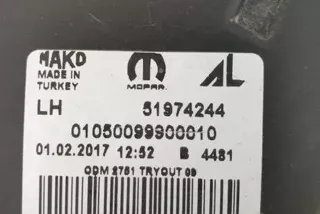 MAKO
MADE IN
TURKEY
MOPAR
AL
LH 51974244
01050099900010
01.02.2017 12:52 B 4481
ODM 2751 TRYOUT 09